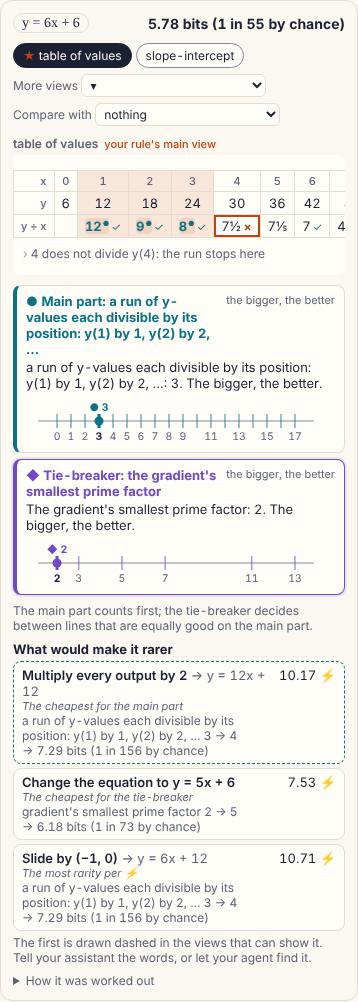 y = 6x + 6
5.78 bits (1 in 55 by chance)
★ table of values
slope-intercept
More views ▾
Compare with nothing
table of values your rule's main view
x 0 1 2 3 4 5 6
y 6 12 18 24 30 36 42
y ÷ x 12 ✓ 9 ✓ 8 ✓ 7½ × 7⅕ 7 ✓ 4
› 4 does not divide y(4): the run stops here
● Main part: a run of y-
values each divisible by its
position: y(1) by 1, y(2) by 2,
…
the bigger, the better
a run of y-values each divisible by its position:
y(1) by 1, y(2) by 2, …: 3. The bigger, the better.
● 3
0 1 2 3 4 5 6 7 8 9 11 13 15 17
◆ Tie-breaker: the gradient's
smallest prime factor
the bigger, the better
The gradient's smallest prime factor: 2. The
bigger, the better.
◆ 2
2 3 5 7 11 13
The main part counts first; the tie-breaker decides
between lines that are equally good on the main part.
What would make it rarer
Multiply every output by 2 → y = 12x +
12
10.17 ⚡
The cheapest for the main part
a run of y-values each divisible by its
position: y(1) by 1, y(2) by 2, … 3 → 4
→ 7.29 bits (1 in 156 by chance)
Change the equation to y = 5x + 6
7.53 ⚡
The cheapest for the tie-breaker
gradient's smallest prime factor 2 → 5
→ 6.18 bits (1 in 73 by chance)
Slide by (−1, 0) → y = 6x + 12
10.71 ⚡
The most rarity per ⚡
a run of y-values each divisible by its
position: y(1) by 1, y(2) by 2, … 3 → 4
→ 7.29 bits (1 in 156 by chance)
The first is drawn dashed in the views that can show it.
Tell your assistant the words, or let your agent find it.
▶ How it was worked out